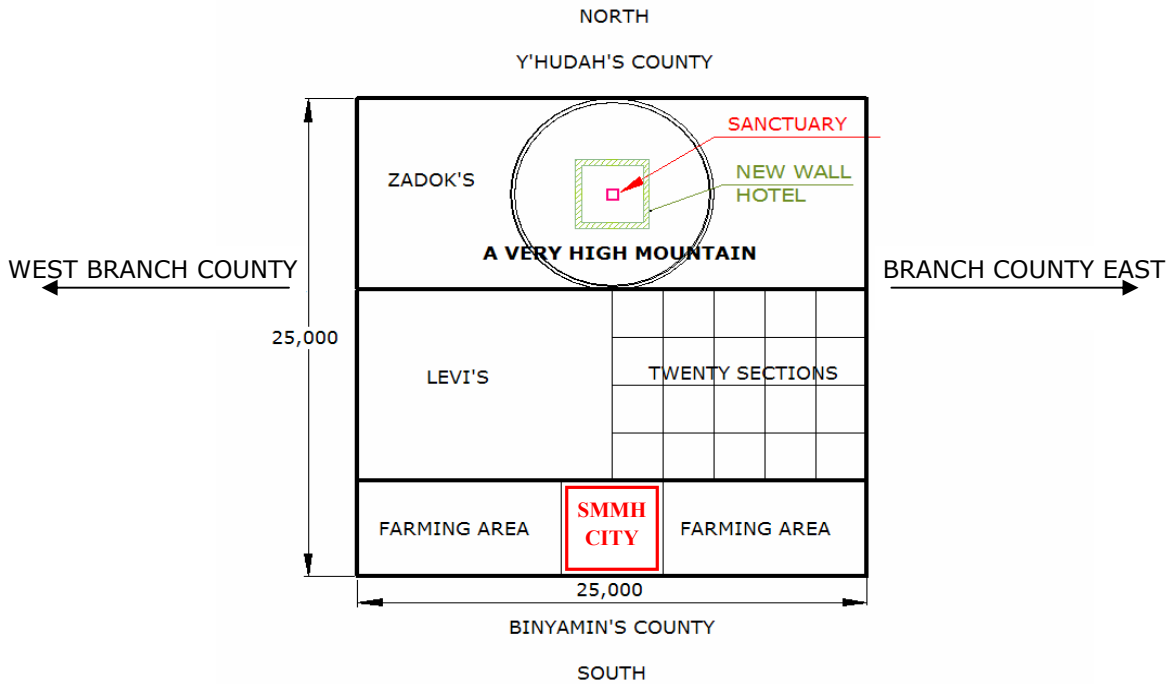 NORTH
Y'HUDAH'S COUNTY
SANCTUARY
ZADOK'S
NEW WALL
HOTEL
A VERY HIGH MOUNTAIN
WEST BRANCH COUNTY
BRANCH COUNTY EAST
25,000
LEVI'S
TWENTY SECTIONS
FARMING AREA
SMMH
CITY
FARMING AREA
25,000
BINYAMIN'S COUNTY
SOUTH